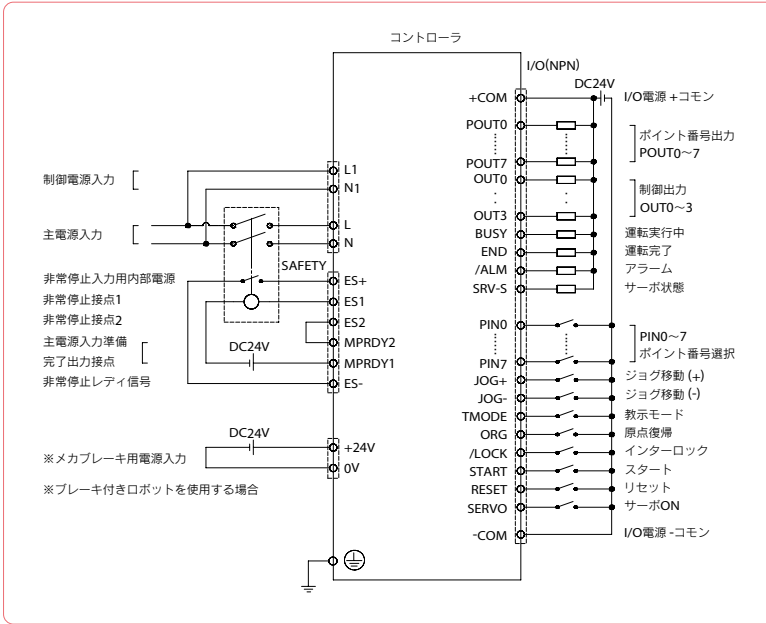 コントローラ
I/O(NPN)
DC24V
+COM
I/O電源 +コモン
POUT0
ポイント番号出力
POUT0～7
POUT7
OUT0
制御出力
OUT0～3
OUT3
BUSY
運転実行中
END
運転完了
/ALM
アラーム
SRV-S
サーボ状態
PIN0
PIN0～7
ポイント番号選択
PIN7
JOG+
ジョグ移動 (+)
JOG-
ジョグ移動 (-)
TMODE
教示モード
ORG
原点復帰
/LOCK
インターロック
START
スタート
RESET
リセット
SERVO
サーボON
-COM
I/O電源 -コモン
制御電源入力
L1
N1
主電源入力
L
N
SAFETY
非常停止入力用内部電源
ES+
非常停止接点1
ES1
非常停止接点2
ES2
主電源入力準備
完了出力接点
DC24V
MPRDY2
MPRDY1
非常停止レディ信号
ES-
DC24V
+24V
※メカブレーキ用電源入力
0V
※ブレーキ付きロボットを使用する場合